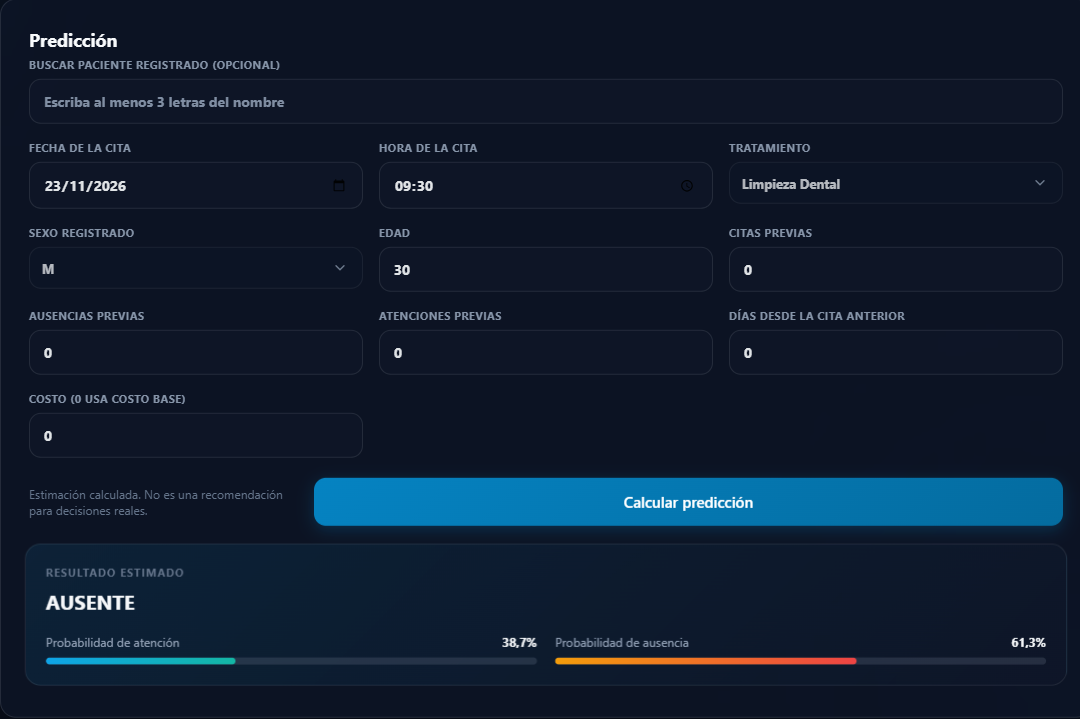 Predicción
BUSCAR PACIENTE REGISTRADO (OPCIONAL)
Escriba al menos 3 letras del nombre
FECHA DE LA CITA
23/11/2026
HORA DE LA CITA
09:30
TRATAMIENTO
Limpieza Dental
SEXO REGISTRADO
M
EDAD
30
CITAS PREVIAS
0
AUSENCIAS PREVIAS
0
ATENCIONES PREVIAS
0
DÍAS DESDE LA CITA ANTERIOR
0
COSTO (0 USA COSTO BASE)
0
Estimación calculada. No es una recomendación
para decisiones reales.
Calcular predicción
RESULTADO ESTIMADO
AUSENTE
Probabilidad de atención 38,7%
Probabilidad de ausencia 61,3%